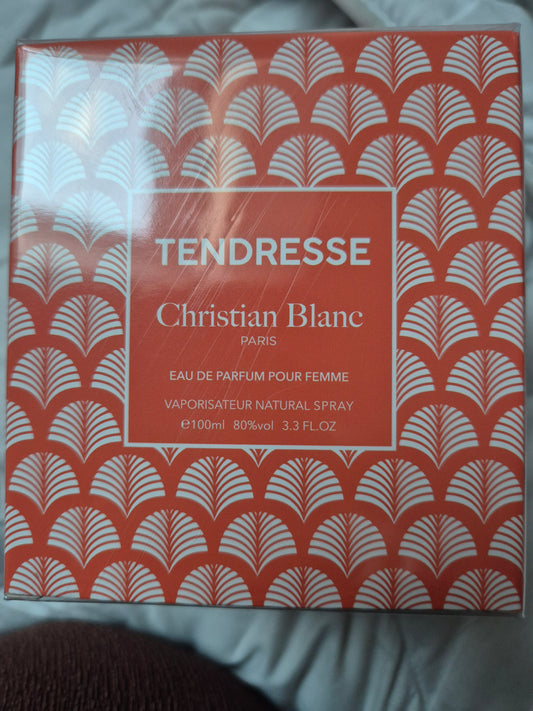 TENDRESSE
Christian Blanc
PARIS
EAU DE PARFUM POUR FEMME
VAPORISATEUR NATURAL SPRAY
℮100ml 80%vol 3.3 FL.OZ